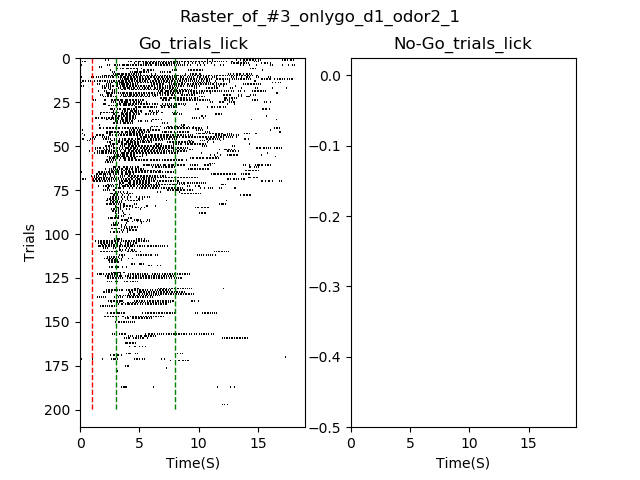 Raster_of_#3_onlygo_d1_odor2_1
Go_trials_lick
No-Go_trials_lick
0
25
50
75
100
125
150
175
200
Trials
0 5 10 15
Time(S)
0.0
−0.1
−0.2
−0.3
−0.4
−0.5
0 5 10 15
Time(S)